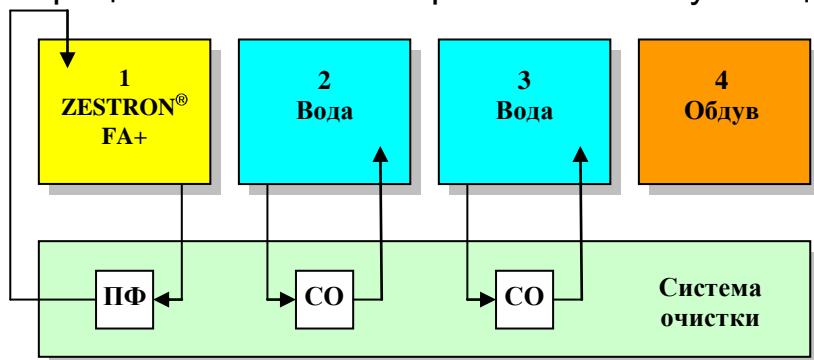 1
ZESTRON®
FA+
2
Вода
3
Вода
4
Обдув
ПФ
СО
СО
Система
очистки